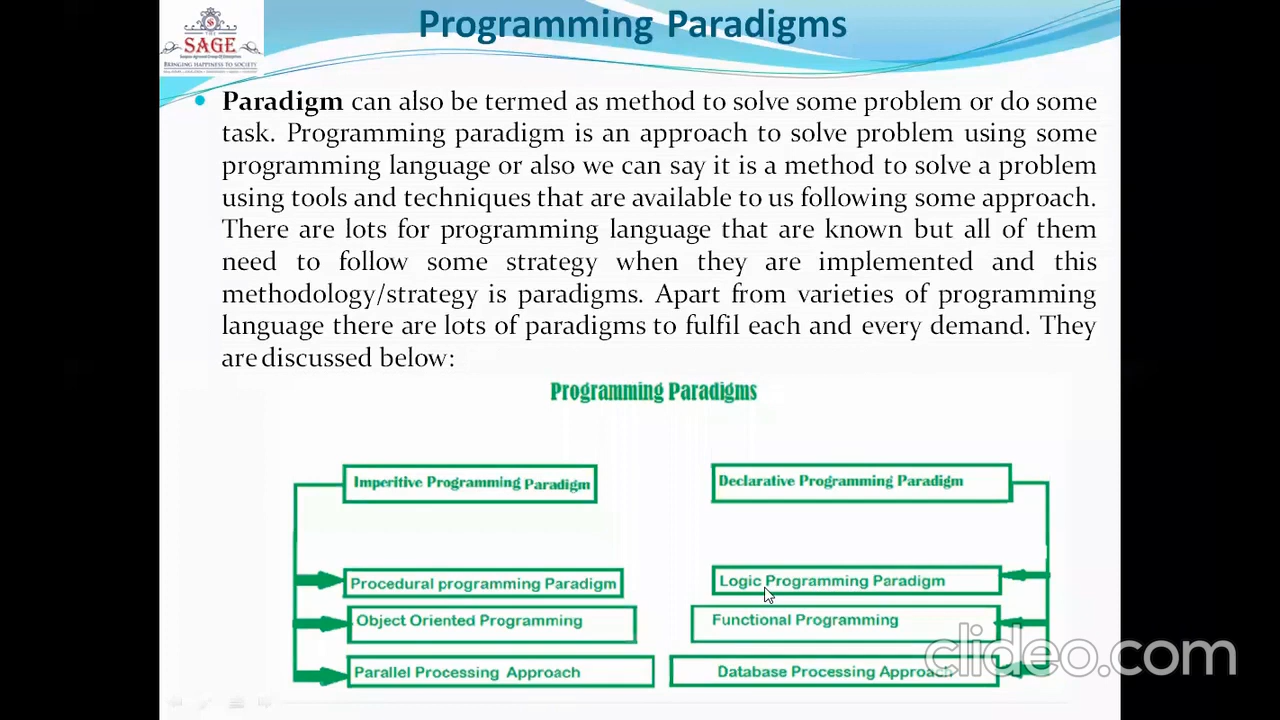 Programming Paradigms
THE
SAGE
BRINGING HAPPINESS TO SOCIETY
Paradigm can also be termed as method to solve some problem or do some
task. Programming paradigm is an approach to solve problem using some
programming language or also we can say it is a method to solve a problem
using tools and techniques that are available to us following some approach.
There are lots for programming language that are known but all of them
need to follow some strategy when they are implemented and this
methodology/strategy is paradigms. Apart from varieties of programming
language there are lots of paradigms to fulfil each and every demand. They
are discussed below:
Programming Paradigms
Imperitive Programming Paradigm
Declarative Programming Paradigm
Procedural programming Paradigm
Logic Programming Paradigm
Object Oriented Programming
Functional Programming
Parallel Processing Approach
Database Processing Approach
clideo.com